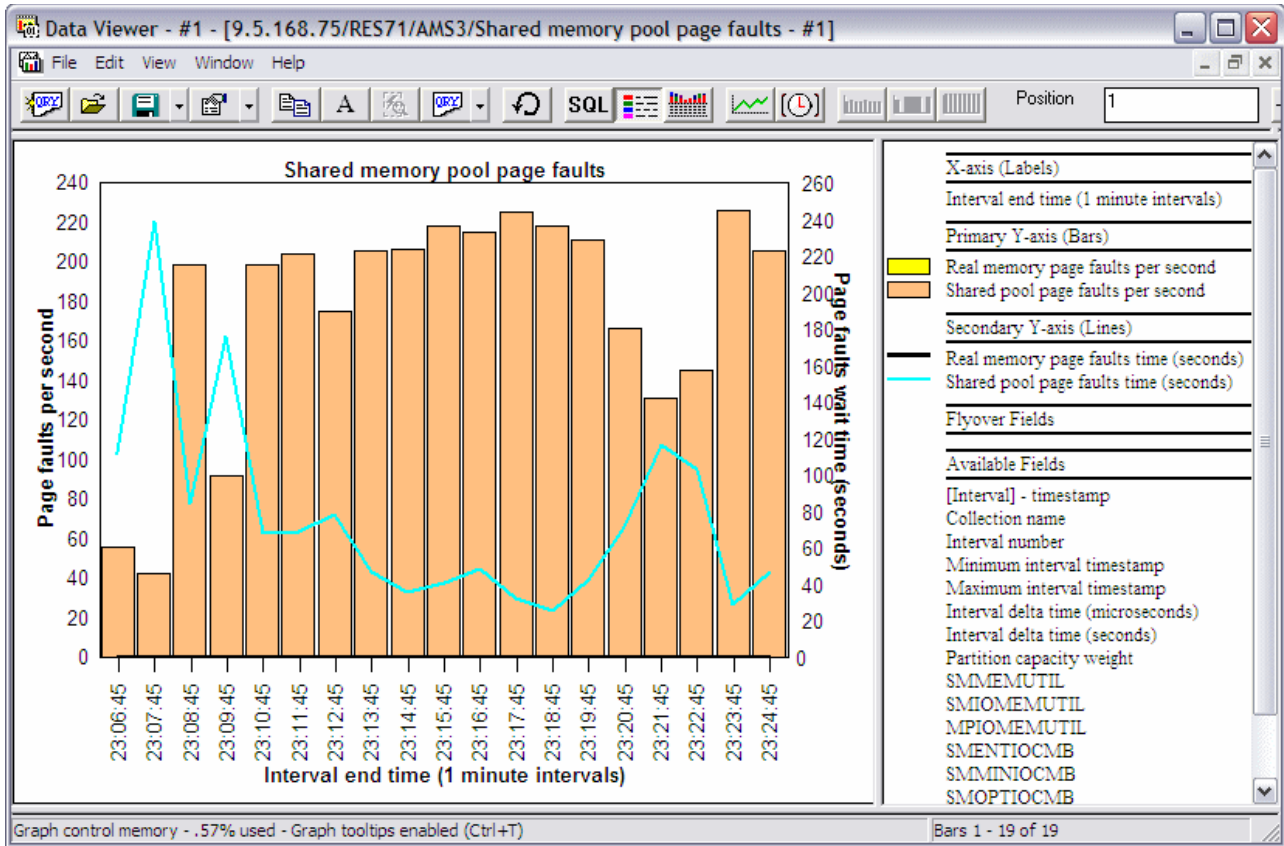 Data Viewer - #1 - [9.5.168.75/RES71/AMS3/Shared memory pool page faults - #1]
File Edit View Window Help
QRY A QRY SQL Position 1
Shared memory pool page faults
240
220
200
180
160
140
120
100
80
60
40
20
0
Page faults per second
260
240
220
200
180
160
140
120
100
80
60
40
20
0
Page faults wait time (seconds)
23:06:45
23:07:45
23:08:45
23:09:45
23:10:45
23:11:45
23:12:45
23:13:45
23:14:45
23:15:45
23:16:45
23:17:45
23:18:45
23:19:45
23:20:45
23:21:45
23:22:45
23:23:45
23:24:45
Interval end time (1 minute intervals)
X-axis (Labels)
Interval end time (1 minute intervals)
Primary Y-axis (Bars)
Real memory page faults per second
Shared pool page faults per second
Secondary Y-axis (Lines)
Real memory page faults time (seconds)
Shared pool page faults time (seconds)
Flyover Fields
Available Fields
[Interval] - timestamp
Collection name
Interval number
Minimum interval timestamp
Maximum interval timestamp
Interval delta time (microseconds)
Interval delta time (seconds)
Partition capacity weight
SMMEMUTIL
SMIOMEMUTIL
MPIOMEMUTIL
SMENTIOCMB
SMMINIOCMB
SMOPTIOCMB
Graph control memory - .57% used - Graph tooltips enabled (Ctrl+T)
Bars 1 - 19 of 19